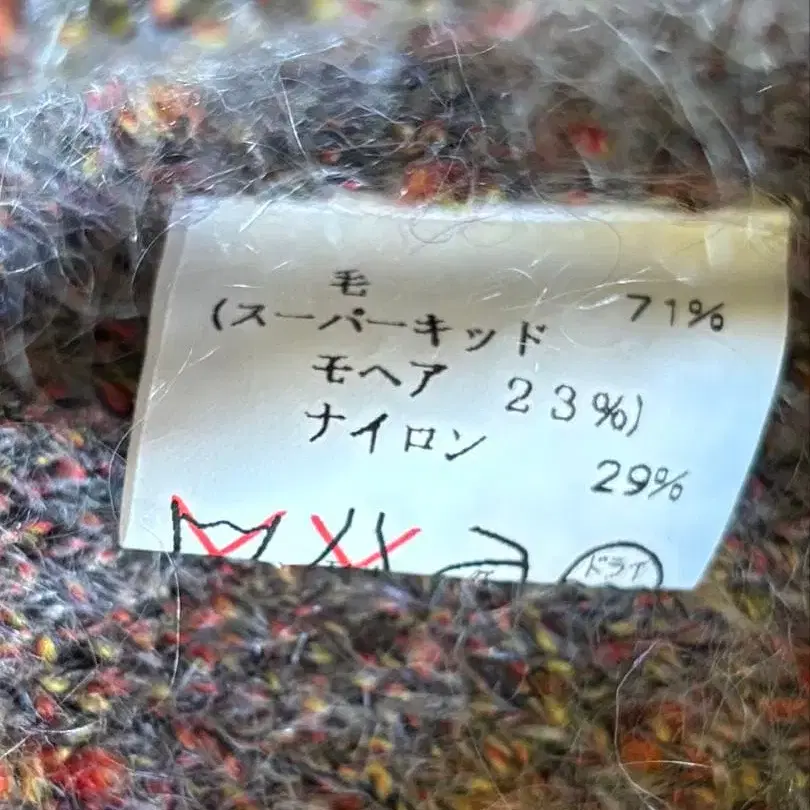 毛 71%
(スーパーキッド
モヘア 23%)
ナイロン 29%
ドライ